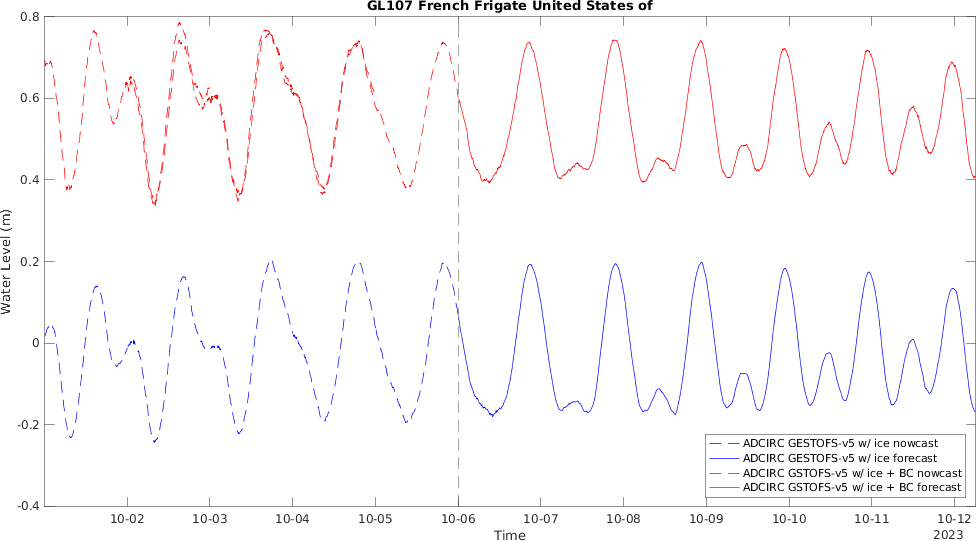 GL107 French Frigate United States of
0.8
0.6
0.4
0.2
0
-0.2
-0.4
Water Level (m)
ADCIRC GESTOFS-v5 w/ ice nowcast
ADCIRC GESTOFS-v5 w/ ice forecast
ADCIRC GSTOFS-v5 w/ ice + BC nowcast
ADCIRC GSTOFS-v5 w/ ice + BC forecast
10-02 10-03 10-04 10-05 10-06 10-07 10-08 10-09 10-10 10-11 10-12
Time
2023